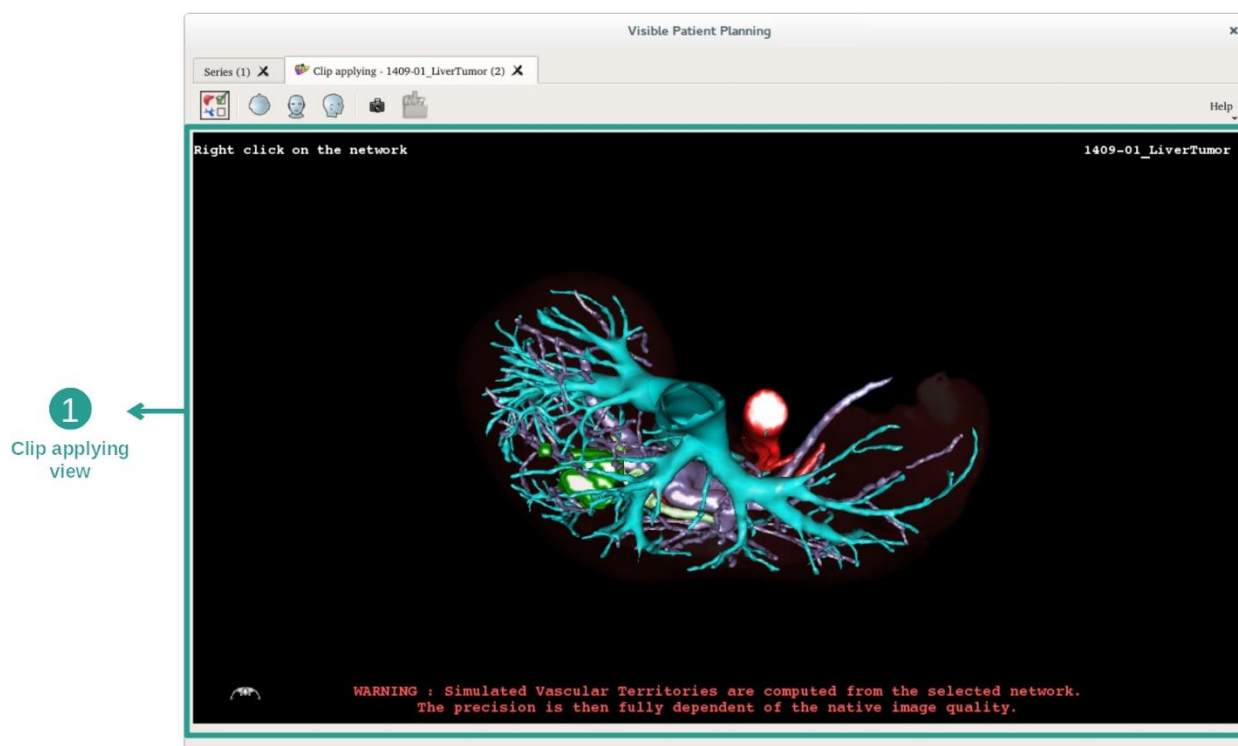 Visible Patient Planning
Series (1)
Clip applying - 1409-01_LiverTumor (2)
Help
Right click on the network
1409-01_LiverTumor
1
Clip applying
view
WARNING : Simulated Vascular Territories are computed from the selected network.
The precision is then fully dependent of the native image quality.